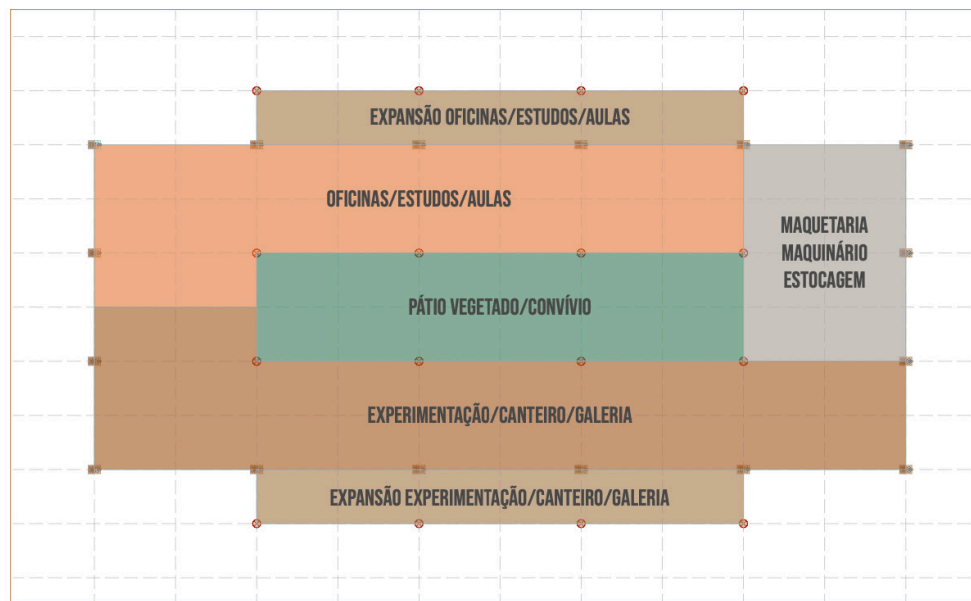 EXPANSÃO OFICINAS/ESTUDOS/AULAS
OFICINAS/ESTUDOS/AULAS
MAQUETARIA
MAQUINÁRIO
ESTOCAGEM
PÁTIO VEGETADO/CONVÍVIO
EXPERIMENTAÇÃO/CANTEIRO/GALERIA
EXPANSÃO EXPERIMENTAÇÃO/CANTEIRO/GALERIA